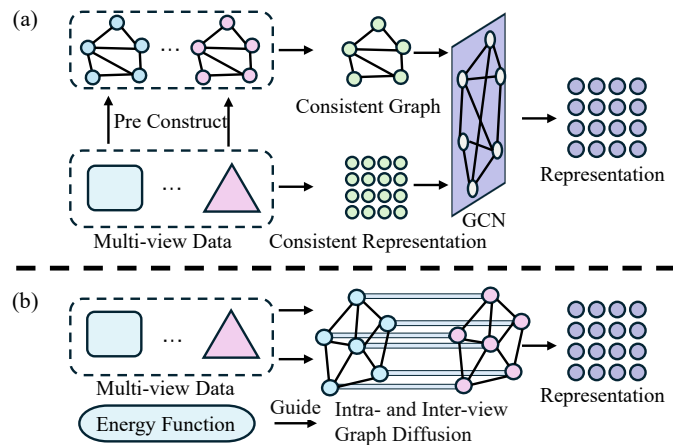 (a)
Pre Construct
Consistent Graph
Multi-view Data
Consistent Representation
GCN
Representation
(b)
Multi-view Data
Energy Function
Guide
Intra- and Inter-view
Graph Diffusion
Representation